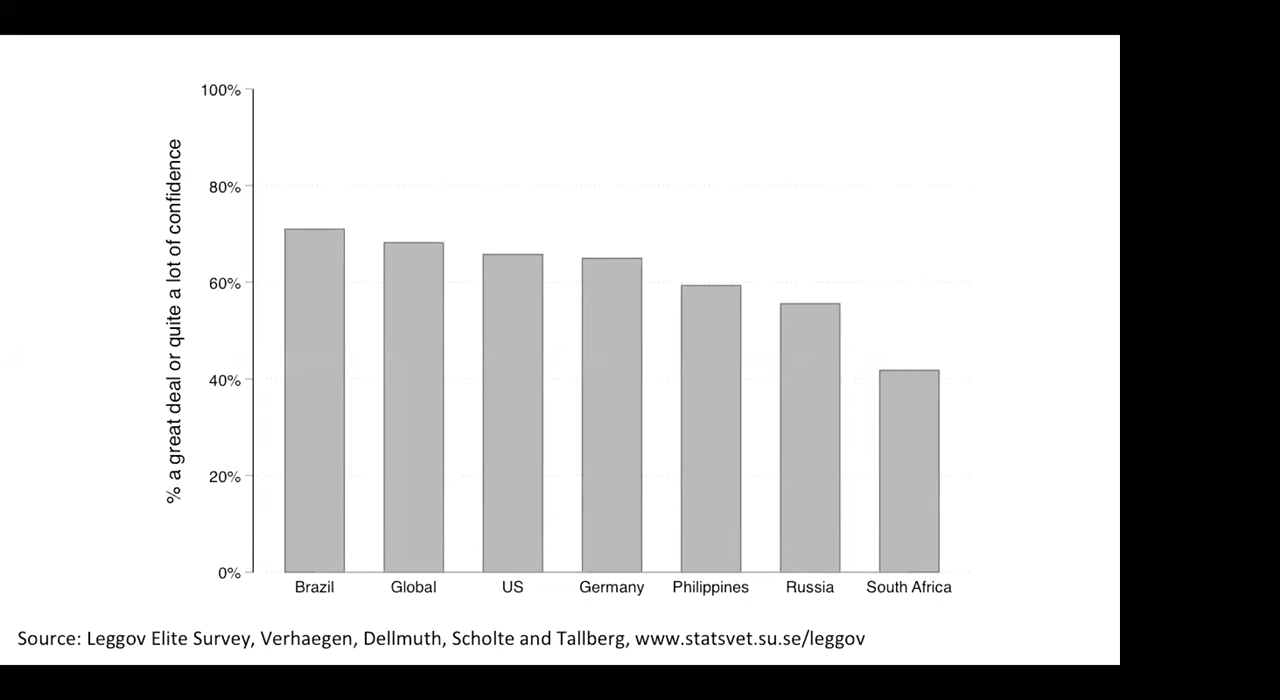 100%
80%
60%
40%
20%
0%
% a great deal or quite a lot of confidence
Brazil Global US Germany Philippines Russia South Africa
Source: Leggov Elite Survey, Verhaegen, Dellmuth, Scholte and Tallberg, www.statsvet.su.se/leggov